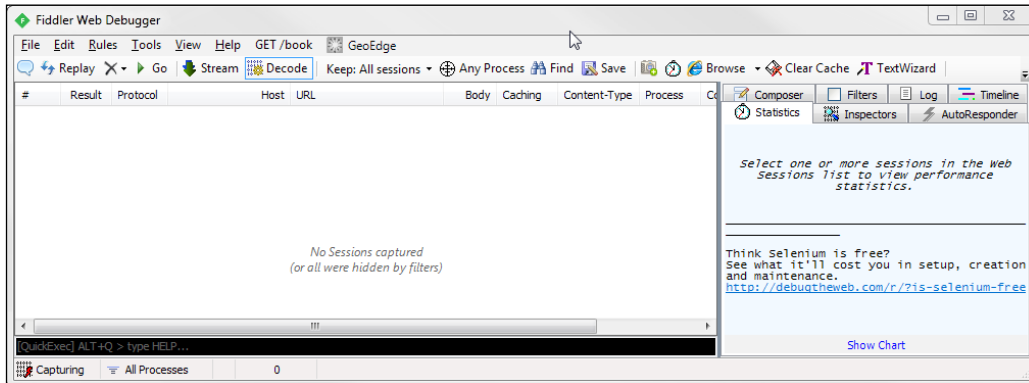 Fiddler Web Debugger
File Edit Rules Tools View Help GET /book GeoEdge
Replay Go Stream Decode Keep: All sessions Any Process Find Save Browse Clear Cache TextWizard
# Result Protocol Host URL Body Caching Content-Type Process Co
Composer Filters Log Timeline
Statistics Inspectors AutoResponder
Select one or more sessions in the Web
Sessions list to view performance
statistics.
No Sessions captured
(or all were hidden by filters)
Think Selenium is free?
See what it'll cost you in setup, creation
and maintenance.
http://debugtheweb.com/r/?is-selenium-free
[QuickExec] ALT+Q > type HELP...
Show Chart
Capturing All Processes 0